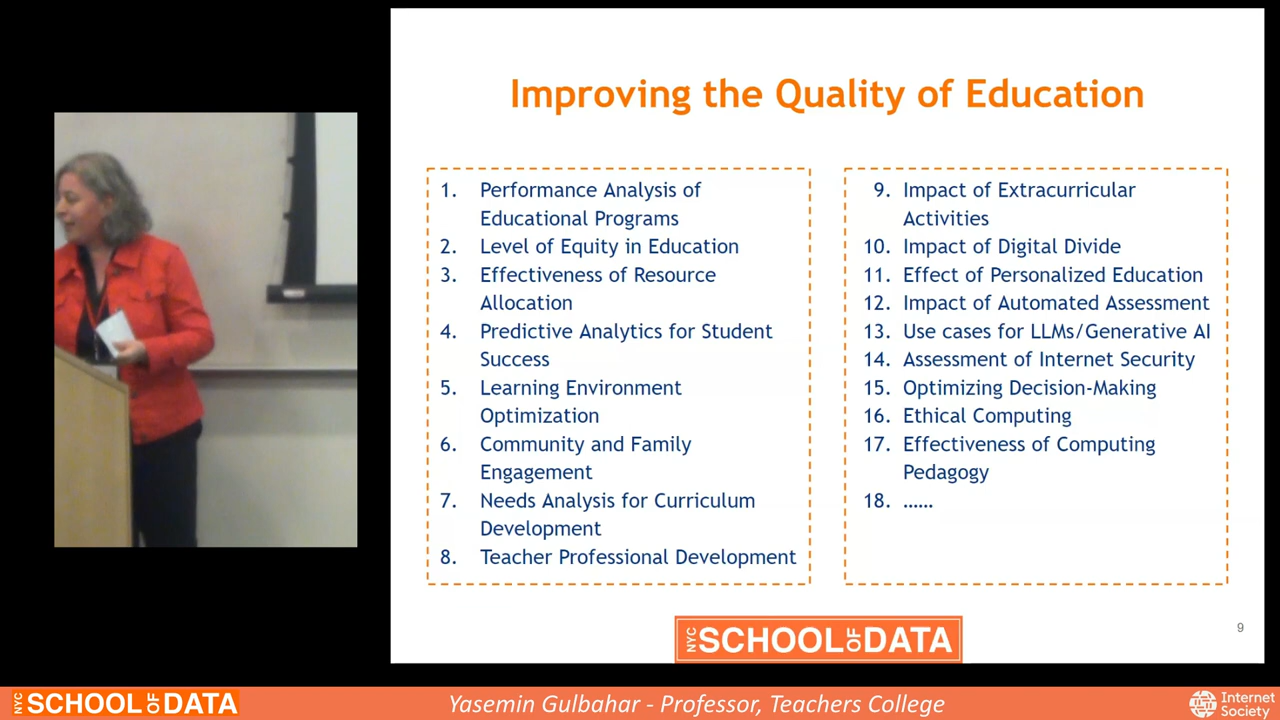 Improving the Quality of Education
1. Performance Analysis of
Educational Programs
2. Level of Equity in Education
3. Effectiveness of Resource
Allocation
4. Predictive Analytics for Student
Success
5. Learning Environment
Optimization
6. Community and Family
Engagement
7. Needs Analysis for Curriculum
Development
8. Teacher Professional Development
9. Impact of Extracurricular
Activities
10. Impact of Digital Divide
11. Effect of Personalized Education
12. Impact of Automated Assessment
13. Use cases for LLMs/Generative AI
14. Assessment of Internet Security
15. Optimizing Decision-Making
16. Ethical Computing
17. Effectiveness of Computing
Pedagogy
18. ......
NYC SCHOOL OF DATA
9
NYC SCHOOL OF DATA
Yasemin Gulbahar - Professor, Teachers College
Internet
Society